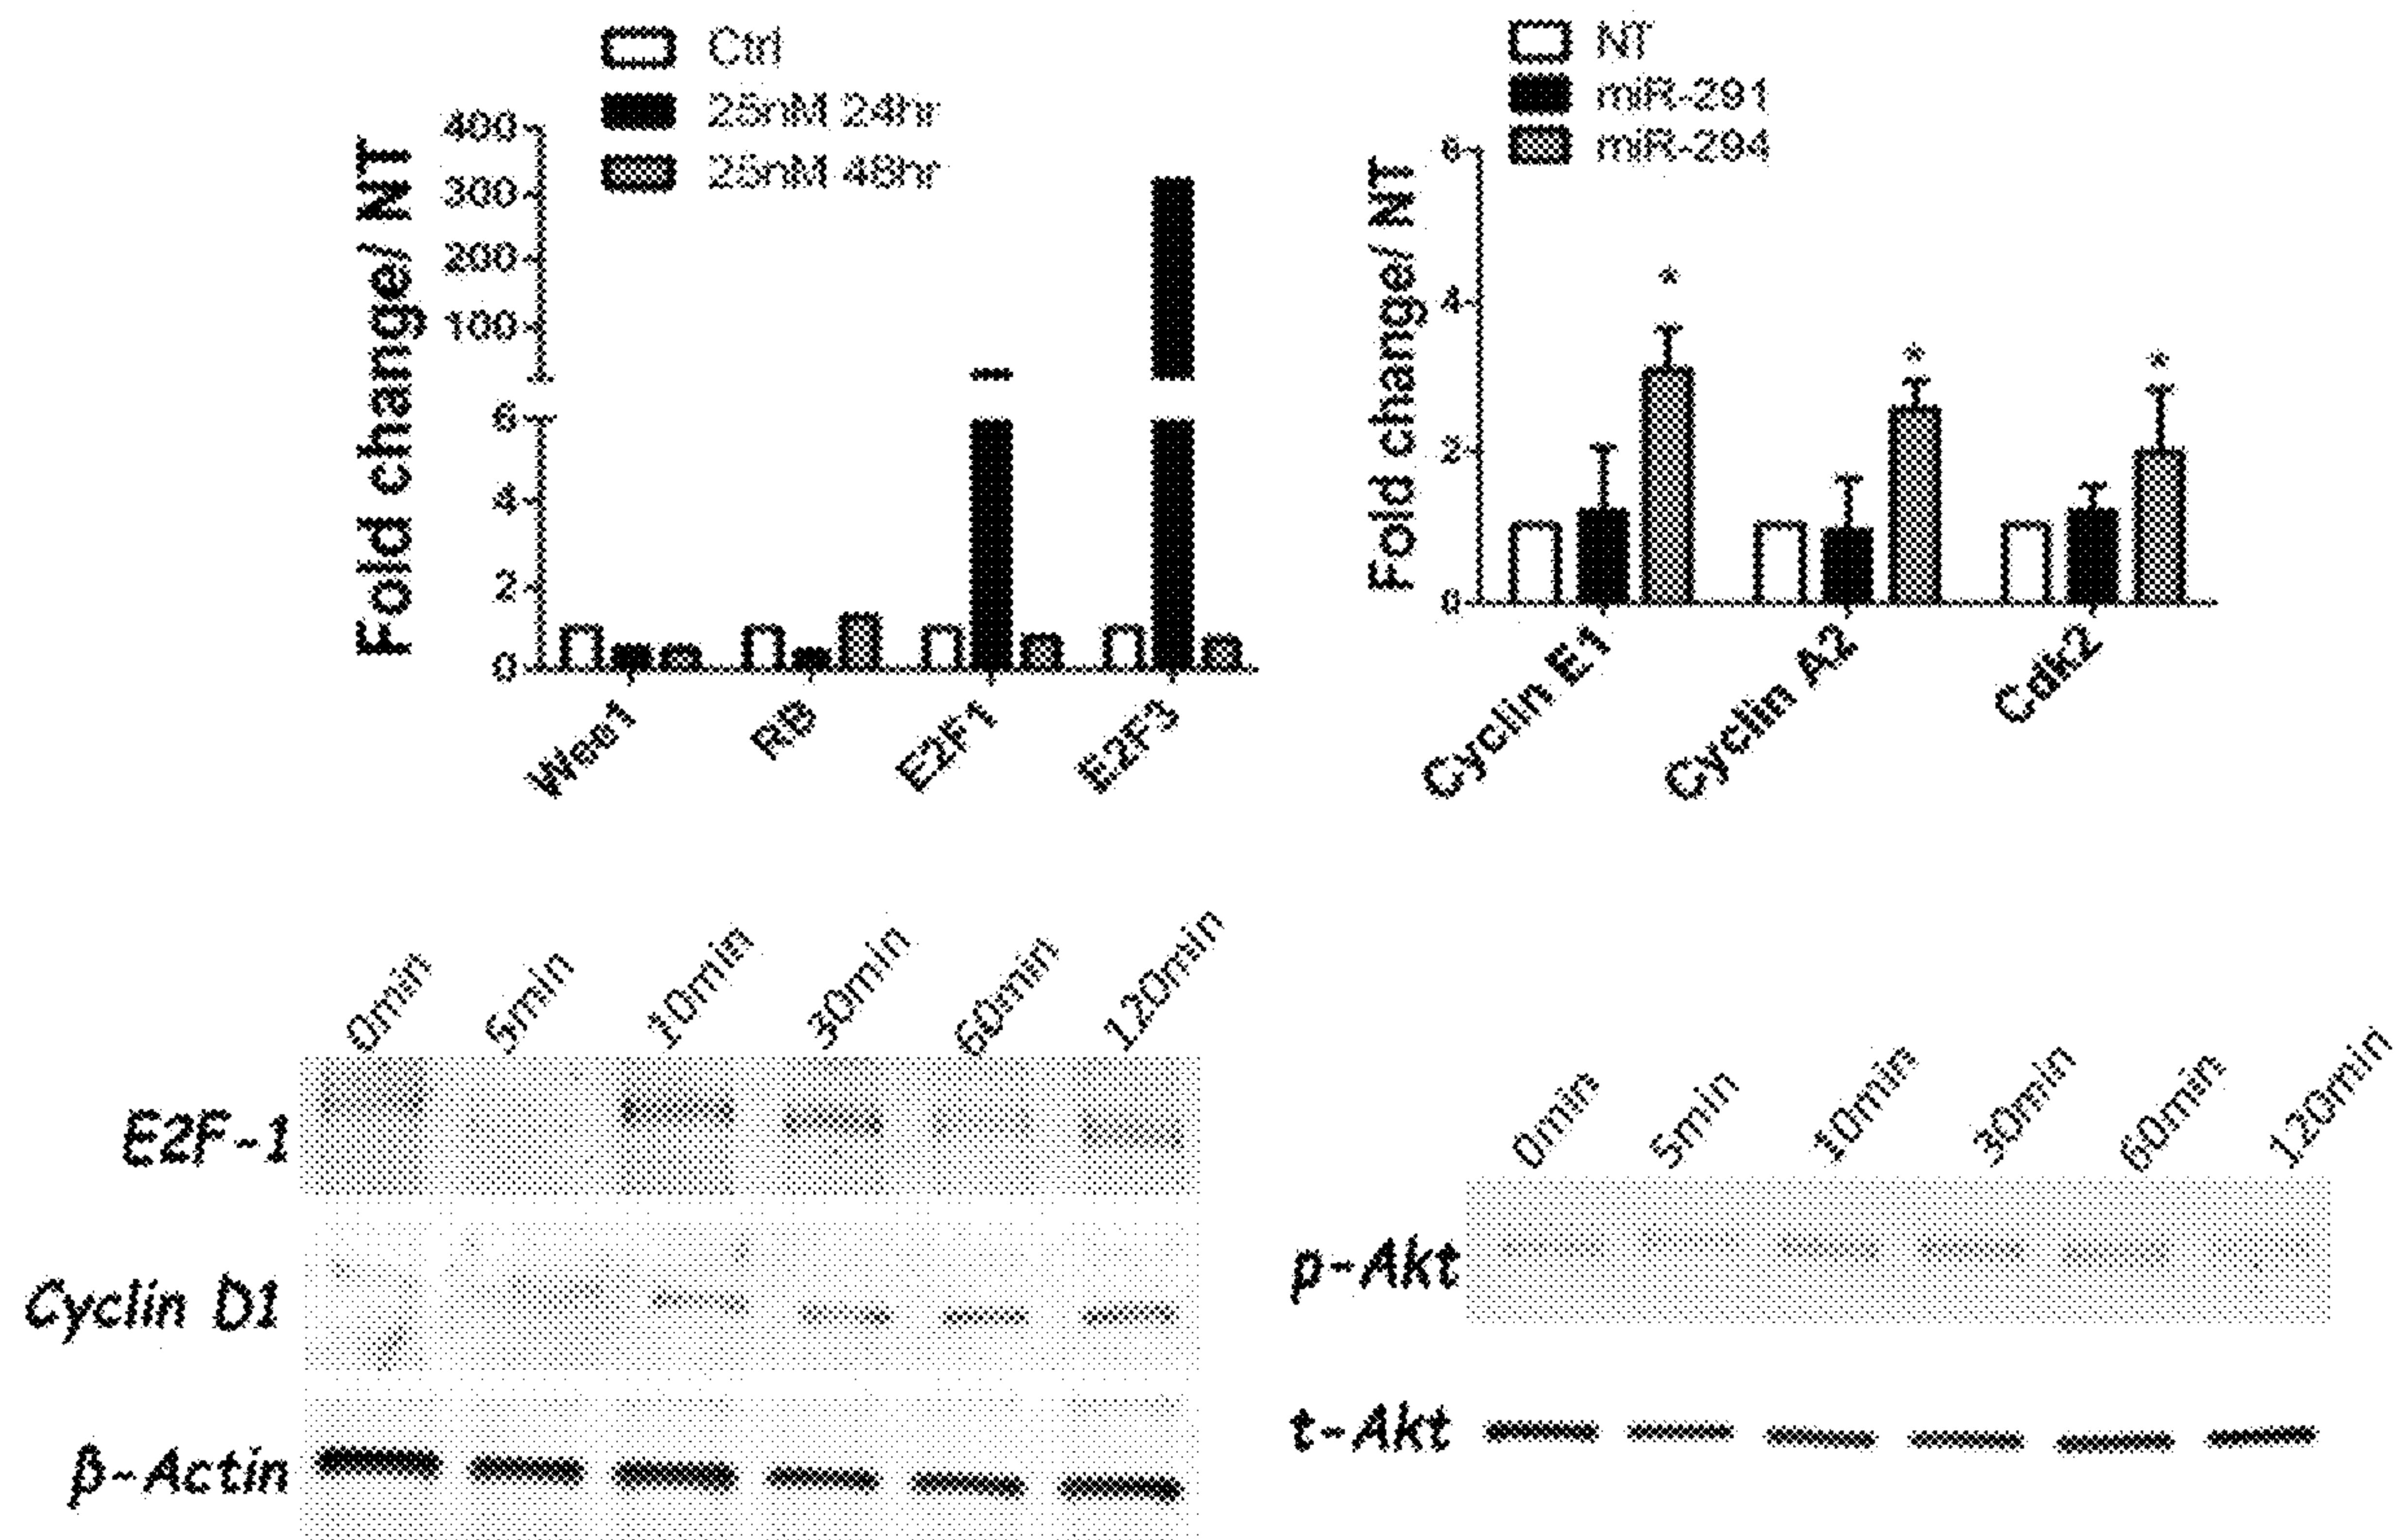 Ctrl
25nM 24hr
25nM 48hr
Fold change/ NT
400
300
200
100
6
4
2
0
Wee1
RB
E2F1
E2F3
NT
miR-291
miR-294
Fold change/ NT
6
4
2
0
*
*
*
Cyclin E1
Cyclin A2
Cdk2
0min
5min
10min
30min
60min
120min
E2F-1
Cyclin D1
β-Actin
0min
5min
10min
30min
60min
120min
p-Akt
t-Akt